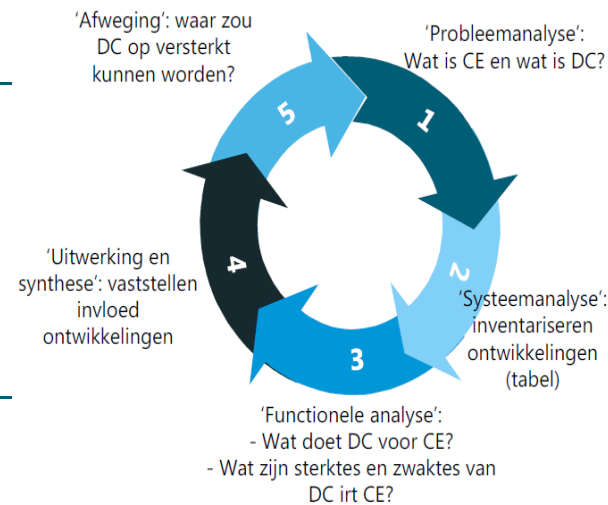 'Probleemanalyse':
Wat is CE en wat is DC?
1
2
'Systeemanalyse':
inventariseren
ontwikkelingen
(tabel)
3
'Functionele analyse':
- Wat doet DC voor CE?
- Wat zijn sterktes en zwaktes van
DC irt CE?
4
'Uitwerking en
synthese': vaststellen
invloed
ontwikkelingen
5
'Afweging': waar zou
DC op versterkt
kunnen worden?